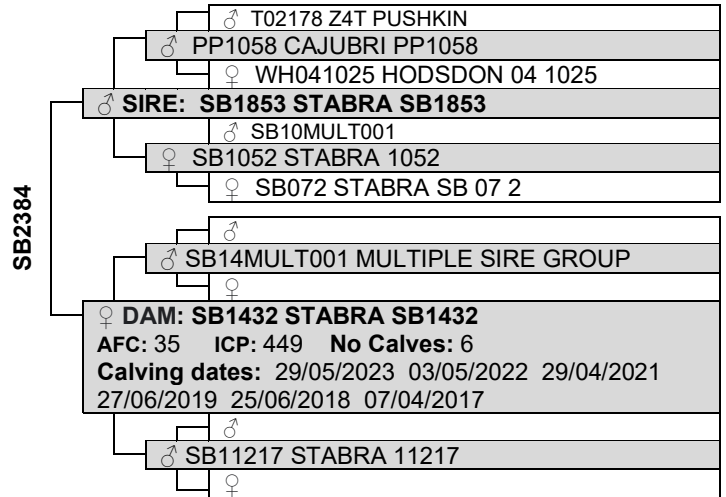 ♂ T02178 Z4T PUSHKIN
♂ PP1058 CAJUBRI PP1058
♀ WH041025 HODSDON 04 1025
♂ SIRE: SB1853 STABRA SB1853
♂ SB10MULT001
♀ SB1052 STABRA 1052
♀ SB072 STABRA SB 07 2
SB2384
♂
♂ SB14MULT001 MULTIPLE SIRE GROUP
♀
♀ DAM: SB1432 STABRA SB1432
AFC: 35 ICP: 449 No Calves: 6
Calving dates: 29/05/2023 03/05/2022 29/04/2021
27/06/2019 25/06/2018 07/04/2017
♂
♂ SB11217 STABRA 11217
♀